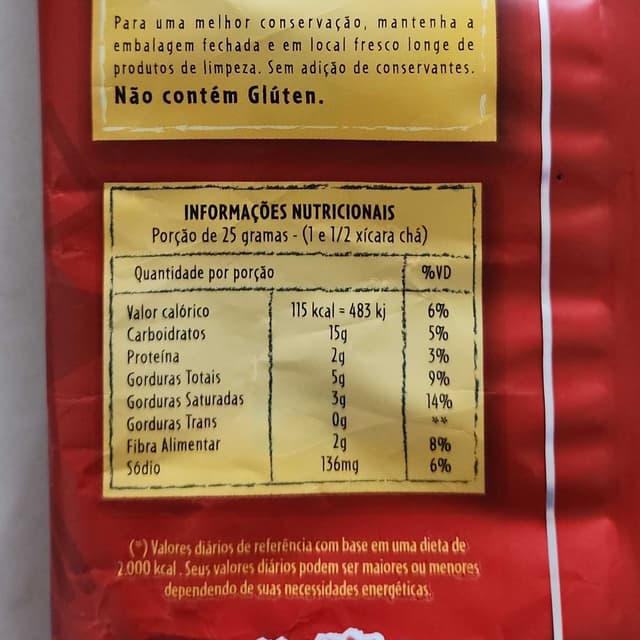 Para uma melhor conservação, mantenha a
embalagem fechada e em local fresco longe de
produtos de limpeza. Sem adição de conservantes.
Não contém Glúten.
INFORMAÇÕES NUTRICIONAIS
Porção de 25 gramas - (1 e 1/2 xícara chá)
Quantidade por porção %VD
Valor calórico 115 kcal = 483 kj 6%
Carboidratos 15g 5%
Proteína 2g 3%
Gorduras Totais 5g 9%
Gorduras Saturadas 3g 14%
Gorduras Trans 0g **
Fibra Alimentar 2g 8%
Sódio 136mg 6%
(*) Valores diários de referência com base em uma dieta de
2.000 kcal . Seus valores diários podem ser maiores ou menores
dependendo de suas necessidades energéticas.